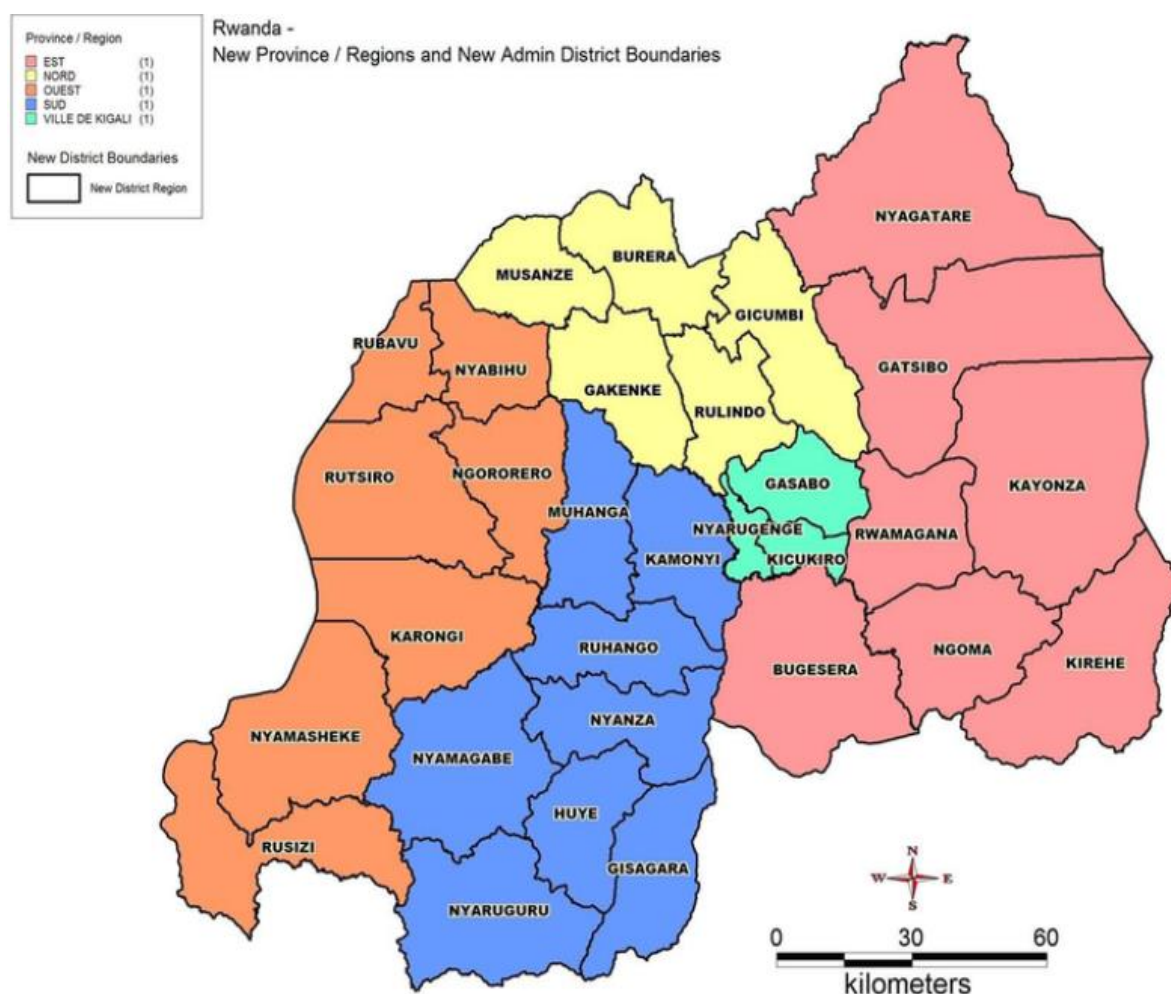 Rwanda -
New Province / Regions and New Admin District Boundaries
Province / Region
EST (1)
NORD (1)
OUEST (1)
SUD (1)
VILLE DE KIGALI (1)
New District Boundaries
New District Region
NYAGATARE
BURERA
MUSANZE
GICUMBI
RUBAVU
NYABIHU
GATSIBO
GAKENKE
RULINDO
RUTSIRO
NGORORERO
GASABO
KAYONZA
MUHANGA
NYARUGENGE
RWAMAGANA
KAMONYI
KICUKIRO
KARONGI
RUHANGO
BUGESERA
NGOMA
KIREHE
NYANZA
NYAMASHEKE
NYAMAGABE
HUYE
RUSIZI
GISAGARA
NYARUGURU
N
W E
S
0 30 60
kilometers